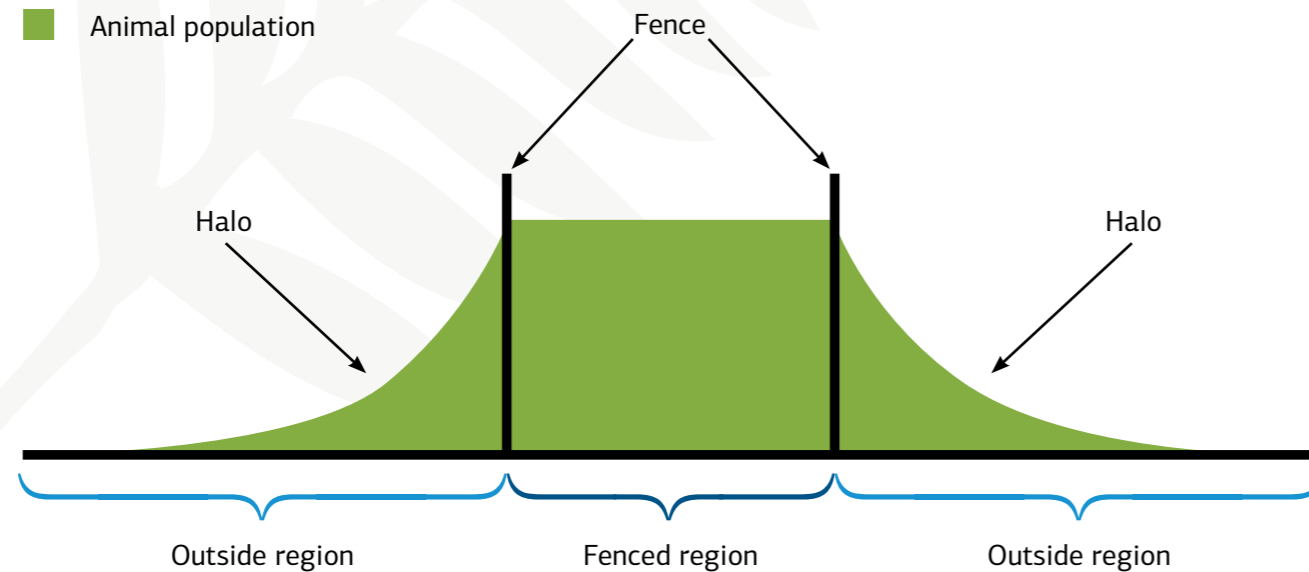 Animal population
Fence
Halo
Halo
Outside region
Fenced region
Outside region